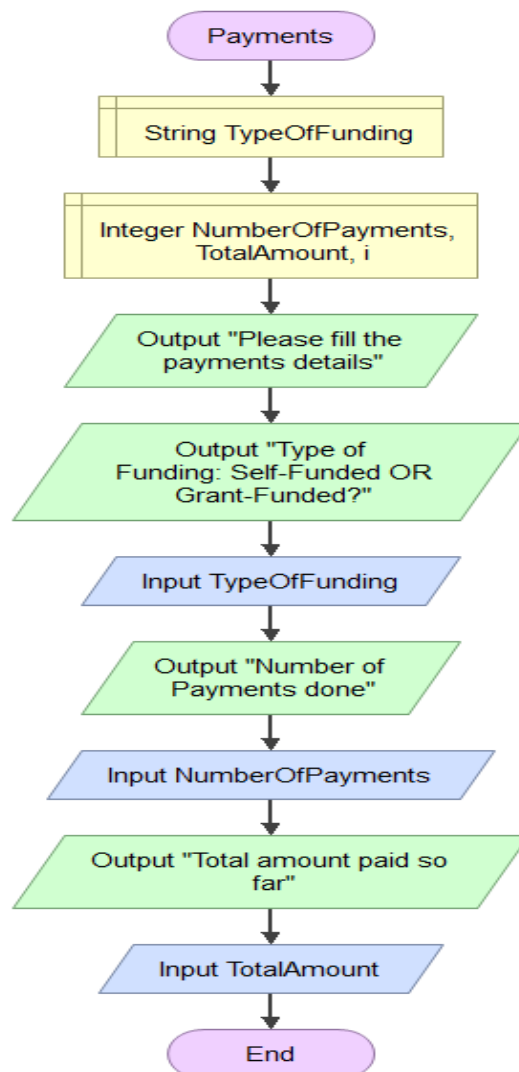 Payments
String TypeOfFunding
Integer NumberOfPayments,
TotalAmount, i
Output "Please fill the
payments details"
Output "Type of
Funding: Self-Funded OR
Grant-Funded?"
Input TypeOfFunding
Output "Number of
Payments done"
Input NumberOfPayments
Output "Total amount paid so
far"
Input TotalAmount
End